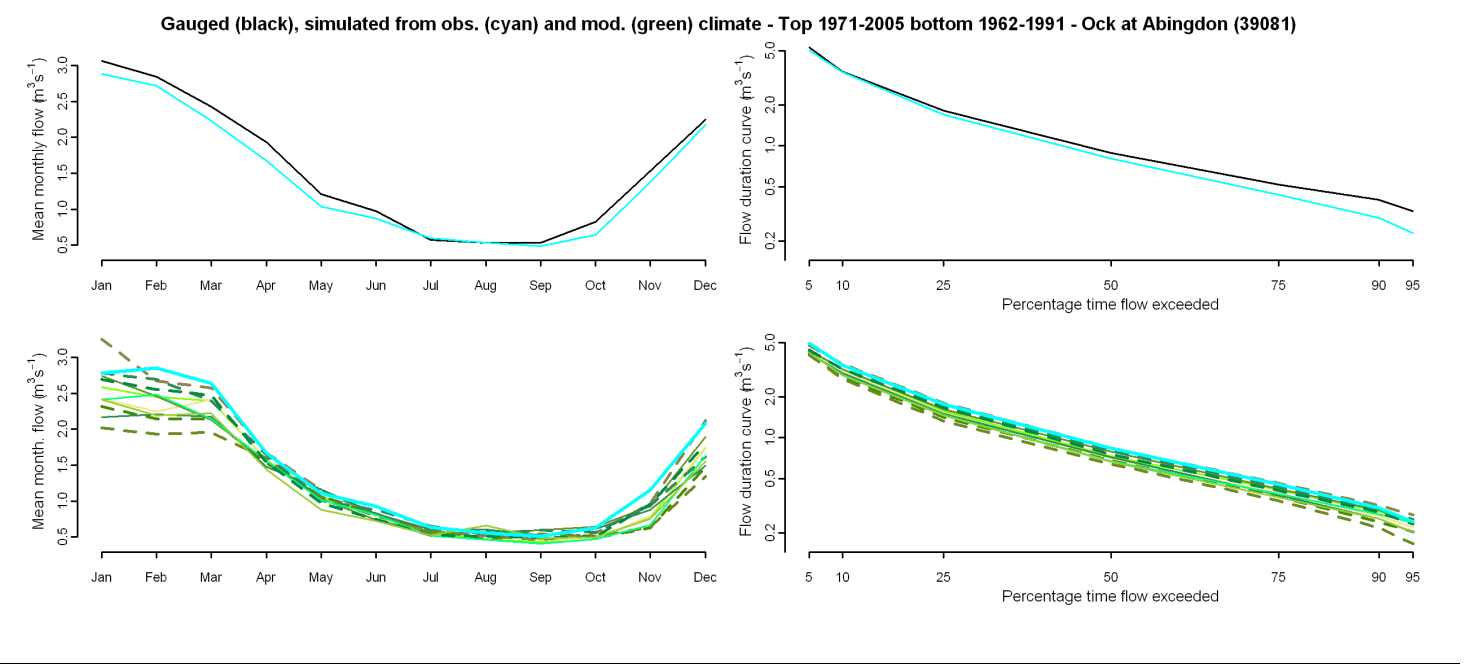 Gauged (black), simulated from obs. (cyan) and mod. (green) climate - Top 1971-2005 bottom 1962-1991 - Ock at Abingdon (39081)
Mean monthly flow (m³s⁻¹)
3.0
2.5
2.0
1.5
1.0
0.5
Jan Feb Mar Apr May Jun Jul Aug Sep Oct Nov Dec
Flow duration curve (m³s⁻¹)
5.0
2.0
1.0
0.5
0.2
5 10 25 50 75 90 95
Percentage time flow exceeded
Mean month. flow (m³s⁻¹)
3.0
2.5
2.0
1.5
1.0
0.5
Jan Feb Mar Apr May Jun Jul Aug Sep Oct Nov Dec
Flow duration curve (m³s⁻¹)
5.0
2.0
1.0
0.5
0.2
5 10 25 50 75 90 95
Percentage time flow exceeded